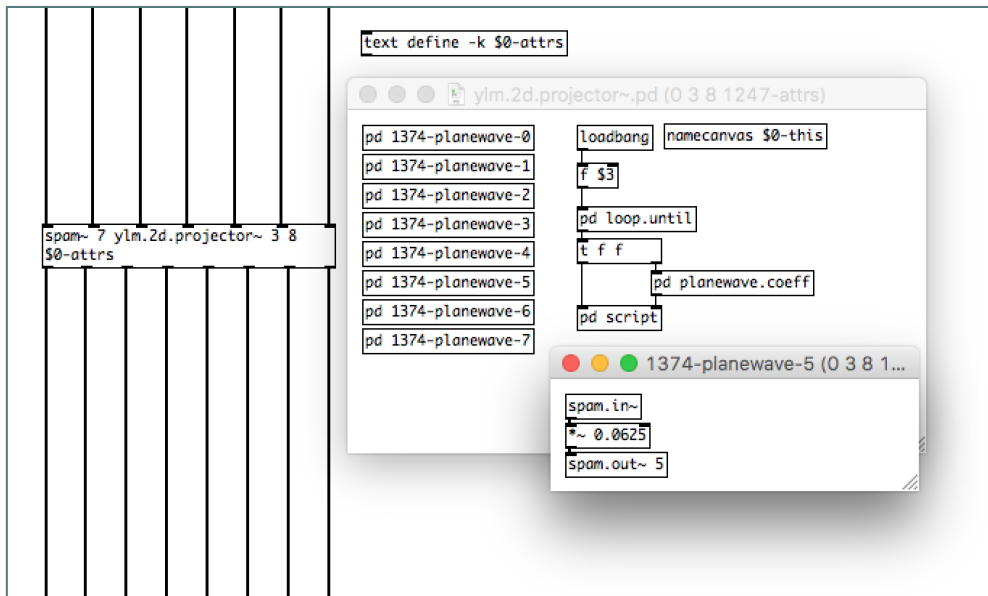 text define -k $0-attrs
ylm.2d.projector~.pd (0 3 8 1247-attrs)
pd 1374-planewave-0
pd 1374-planewave-1
pd 1374-planewave-2
pd 1374-planewave-3
pd 1374-planewave-4
pd 1374-planewave-5
pd 1374-planewave-6
pd 1374-planewave-7
loadbang
namecanvas $0-this
f $3
pd loop.until
t f f
pd planewave.coeff
pd script
spam~ 7 ylm.2d.projector~ 3 8
$0-attrs
1374-planewave-5 (0 3 8 1...
spam.in~
*~ 0.0625
spam.out~ 5